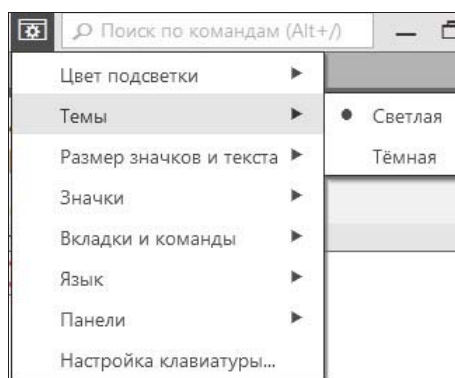 Поиск по командам (Alt+/)
Цвет подсветки
Темы
Светлая
Размер значков и текста
Тёмная
Значки
Вкладки и команды
Язык
Панели
Настройка клавиатуры...